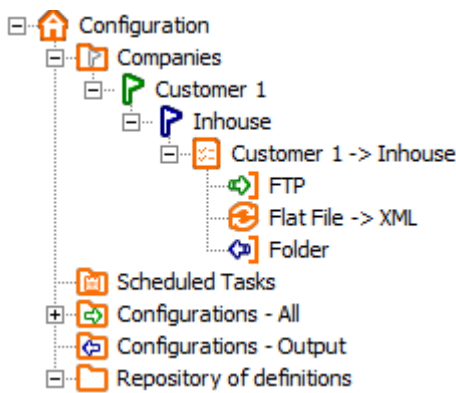 Configuration
Companies
Customer 1
Inhouse
Customer 1 -> Inhouse
FTP
Flat File -> XML
Folder
Scheduled Tasks
Configurations - All
Configurations - Output
Repository of definitions